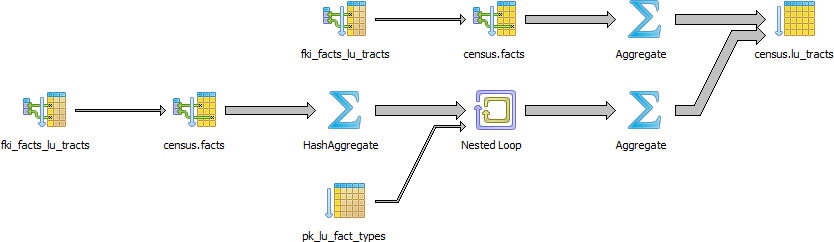 fki_facts_lu_tracts
census.facts
Aggregate
census.lu_tracts
fki_facts_lu_tracts
census.facts
HashAggregate
Nested Loop
Aggregate
pk_lu_fact_types